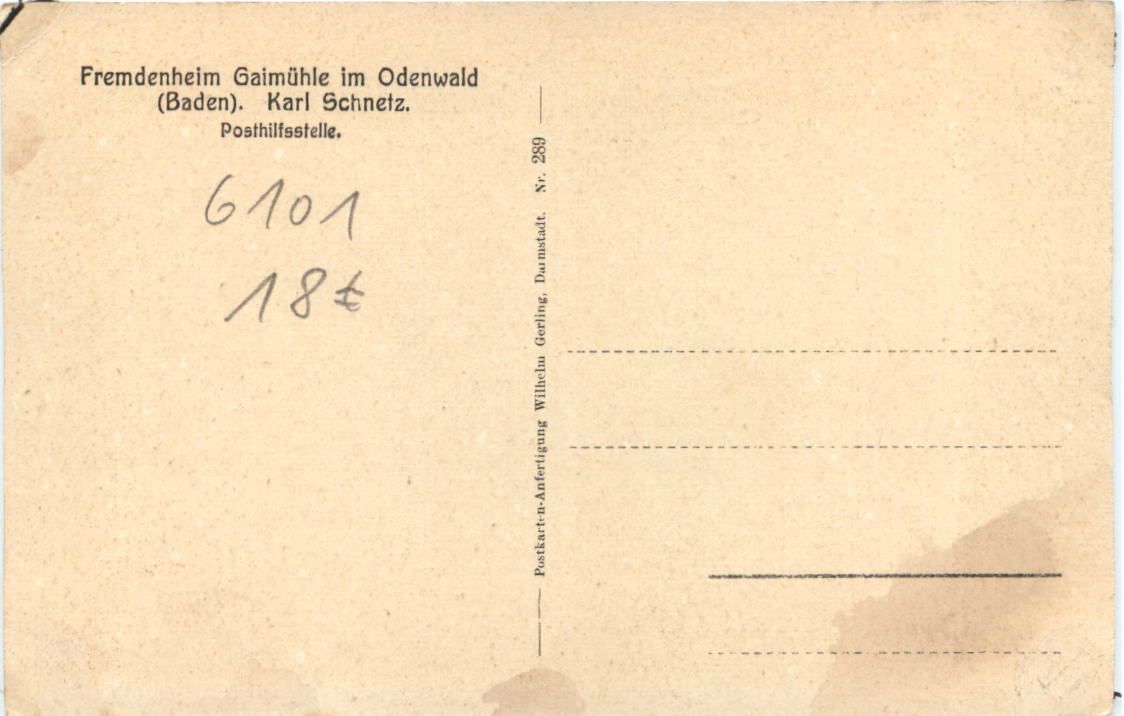 Fremdenheim Gaimühle im Odenwald
(Baden). Karl Schnetz.
Posthilfsstelle.
6101
18 €
Postkarten-Anfertigung Wilhelm Gerling, Darmstadt. Nr. 289